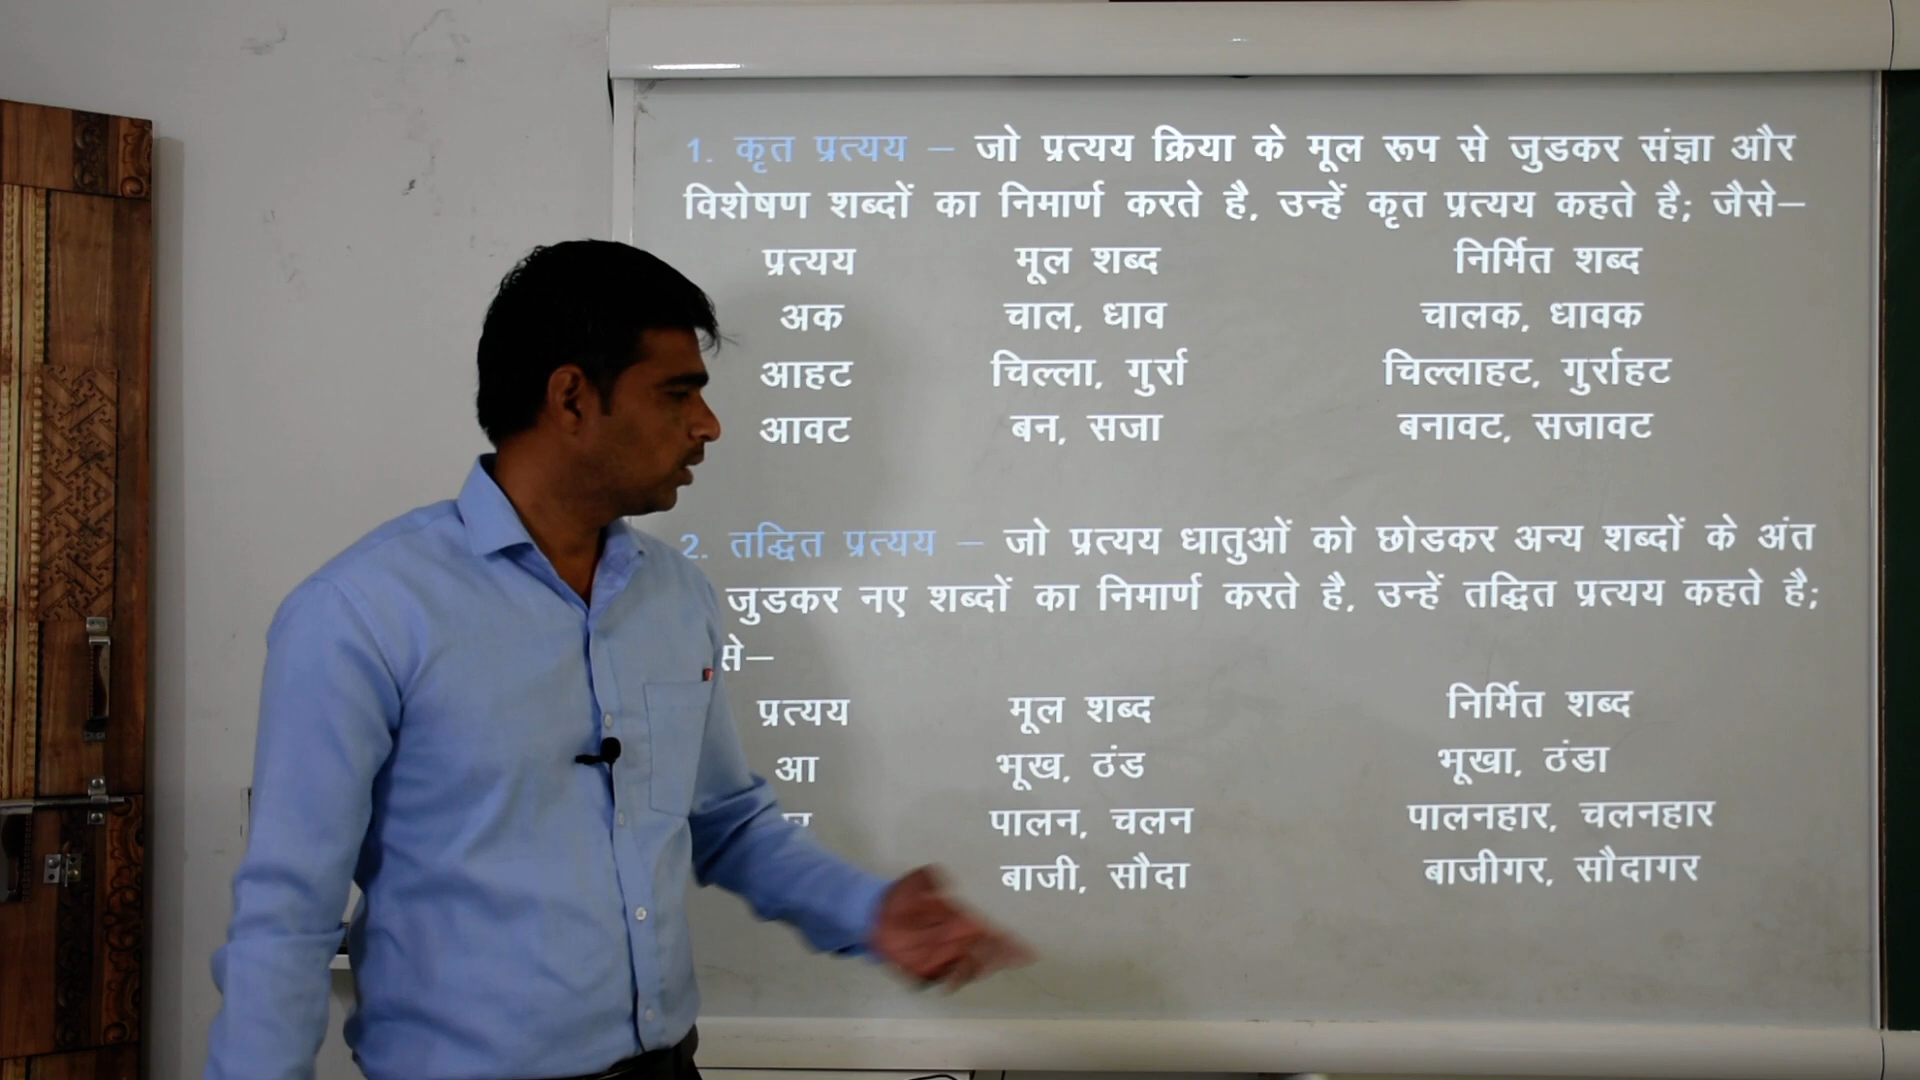 1. कृत प्रत्यय – जो प्रत्यय क्रिया के मूल रूप से जुडकर संज्ञा और
विशेषण शब्दों का निमार्ण करते है, उन्हें कृत प्रत्यय कहते है; जैसे–
प्रत्यय मूल शब्द निर्मित शब्द
अक चाल, धाव चालक, धावक
आहट चिल्ला, गुर्रा चिल्लाहट, गुर्राहट
आवट बन, सजा बनावट, सजावट
2. तद्धित प्रत्यय – जो प्रत्यय धातुओं को छोडकर अन्य शब्दों के अंत
जुडकर नए शब्दों का निमार्ण करते है, उन्हें तद्धित प्रत्यय कहते है;
से–
प्रत्यय मूल शब्द निर्मित शब्द
आ भूख, ठंड भूखा, ठंडा
पालन, चलन पालनहार, चलनहार
बाजी, सौदा बाजीगर, सौदागर